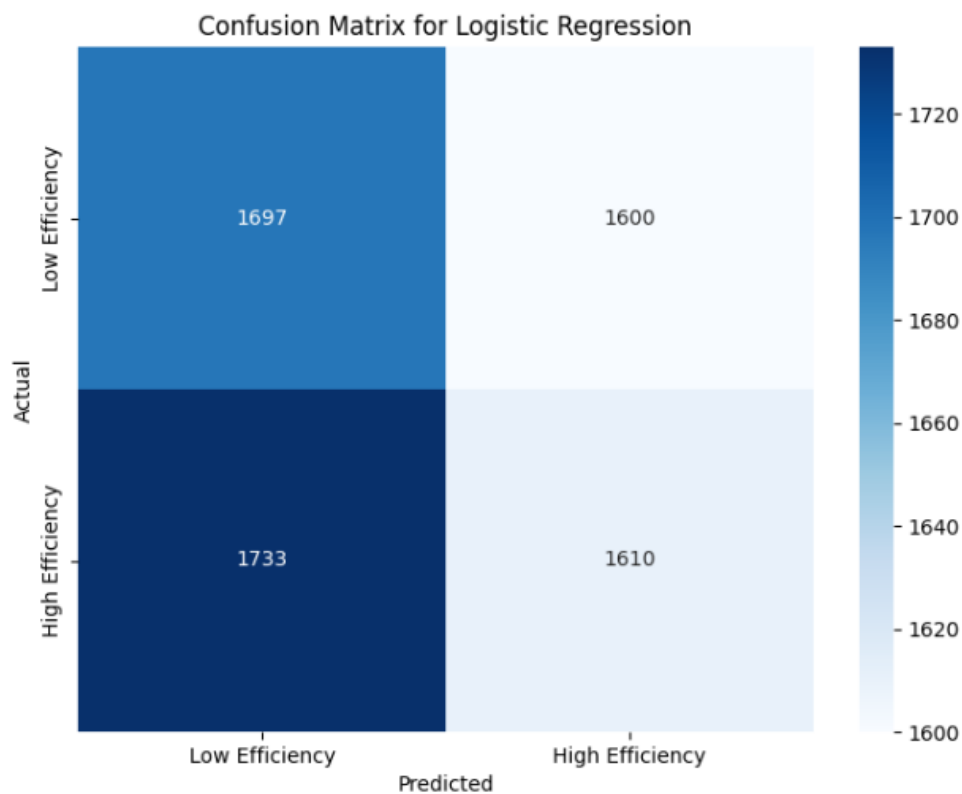 Confusion Matrix for Logistic Regression
Low Efficiency
1697
1600
High Efficiency
1733
1610
Actual
Low Efficiency
High Efficiency
Predicted
1720
1700
1680
1660
1640
1620
1600